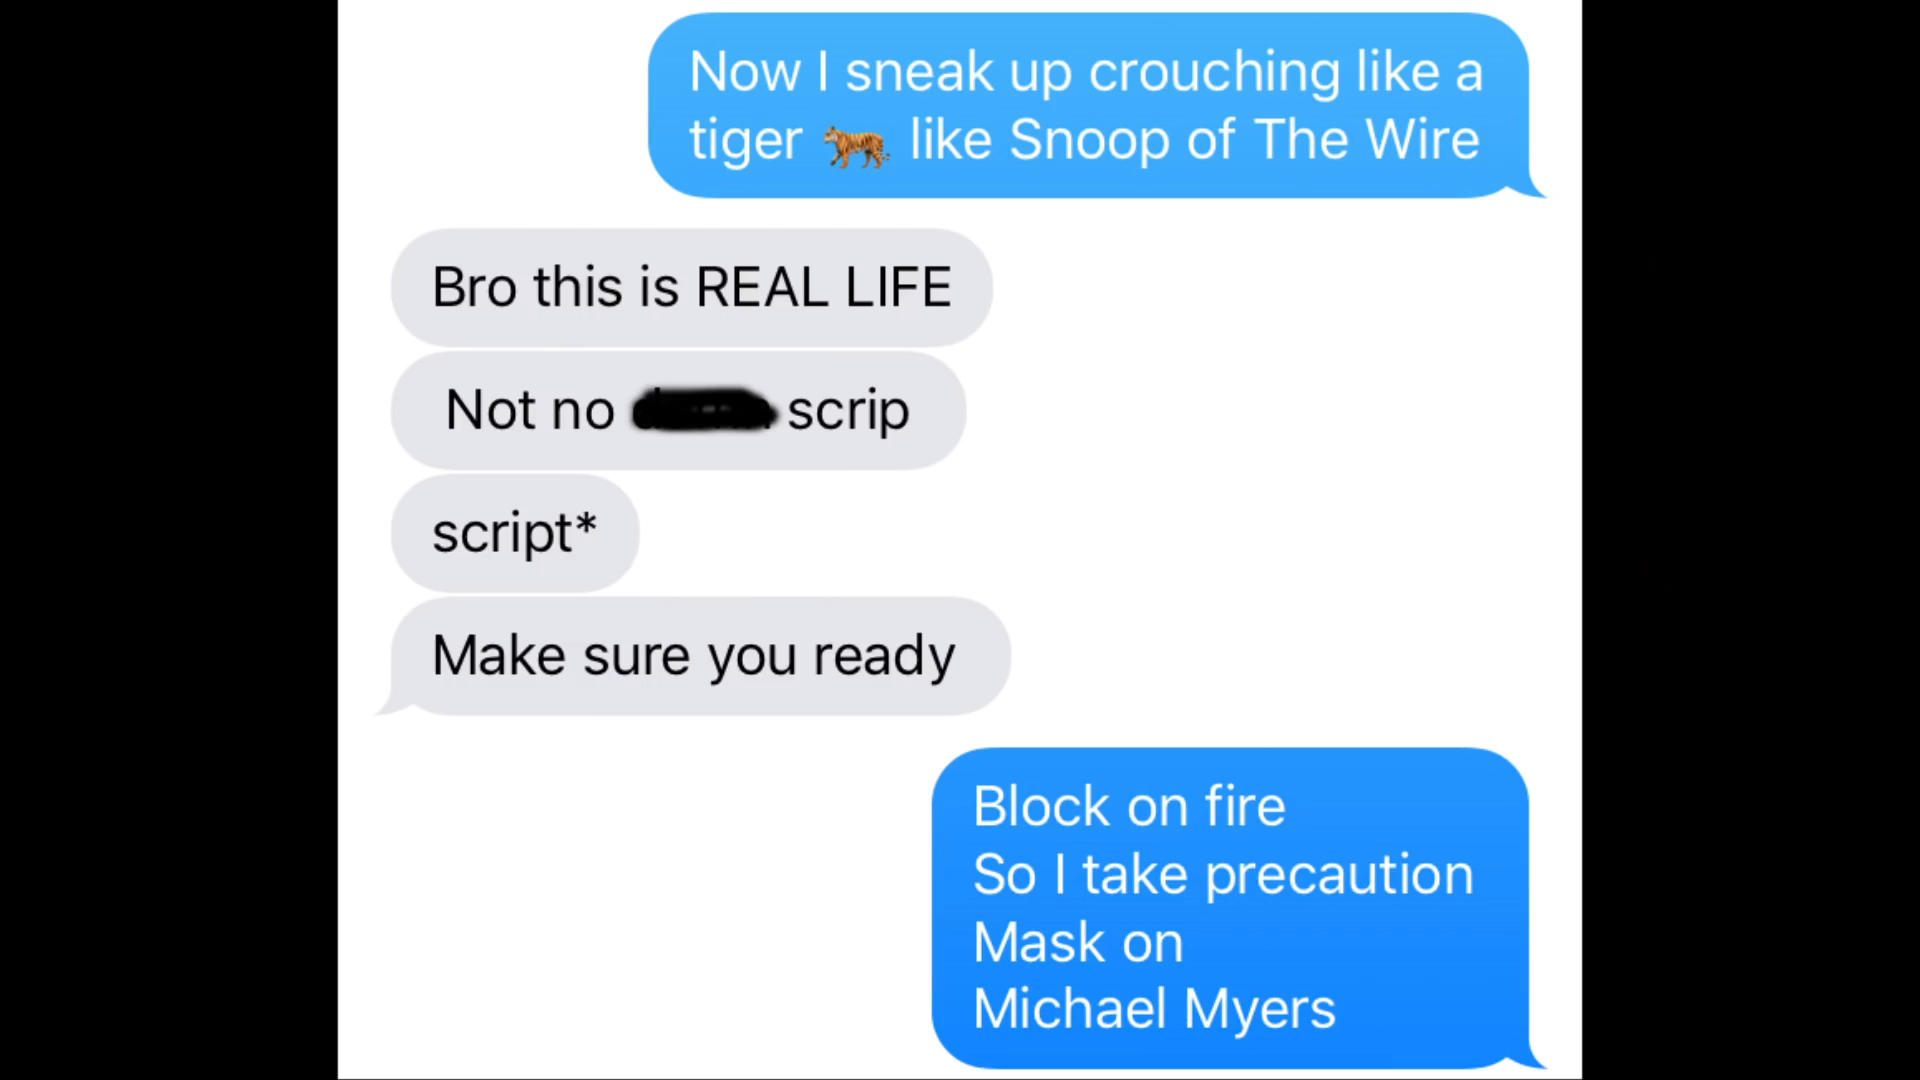 Now I sneak up crouching like a
tiger 🐅 like Snoop of The Wire
Bro this is REAL LIFE
Not no scrip
script*
Make sure you ready
Block on fire
So I take precaution
Mask on
Michael Myers